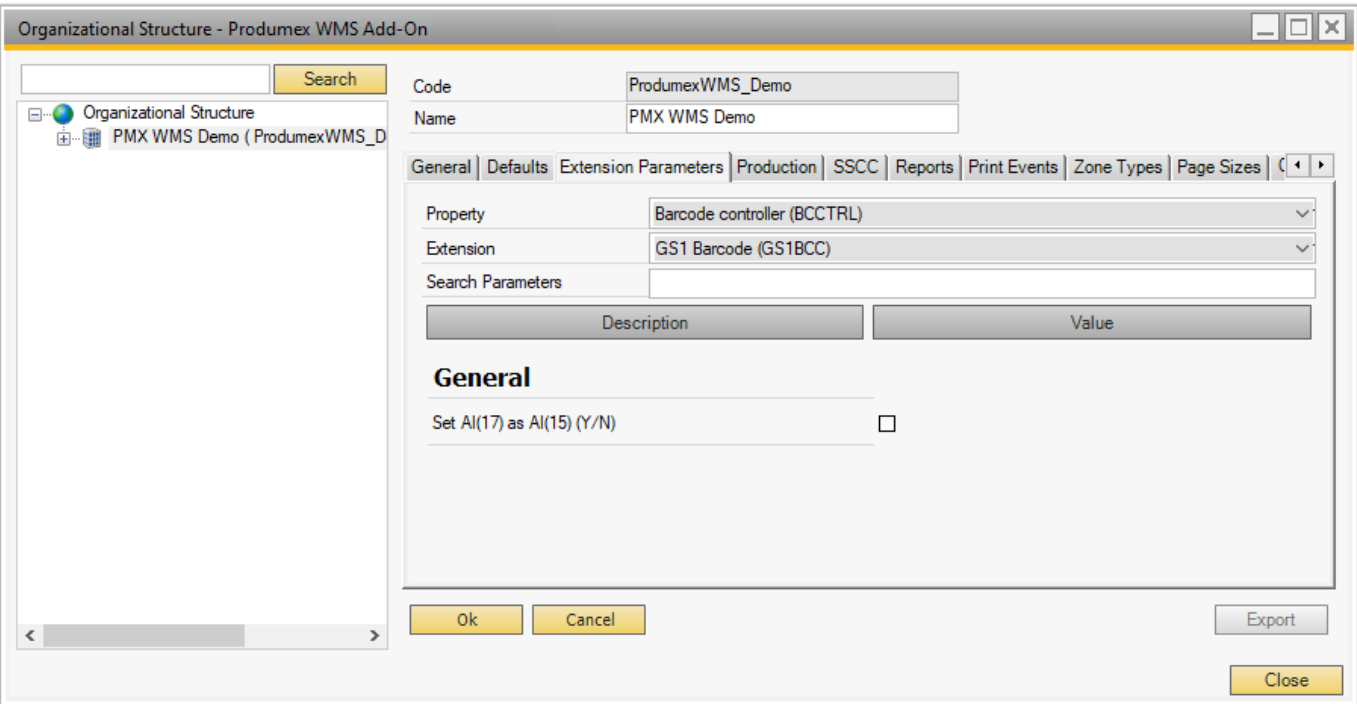 Organizational Structure - Produmex WMS Add-On
Search
Organizational Structure
PMX WMS Demo ( ProdumexWMS_D
Code ProdumexWMS_Demo
Name PMX WMS Demo
General Defaults Extension Parameters Production SSCC Reports Print Events Zone Types Page Sizes
Property Barcode controller (BCCTRL)
Extension GS1 Barcode (GS1BCC)
Search Parameters
Description Value
General
Set AI(17) as AI(15) (Y/N)
Ok Cancel Export
Close